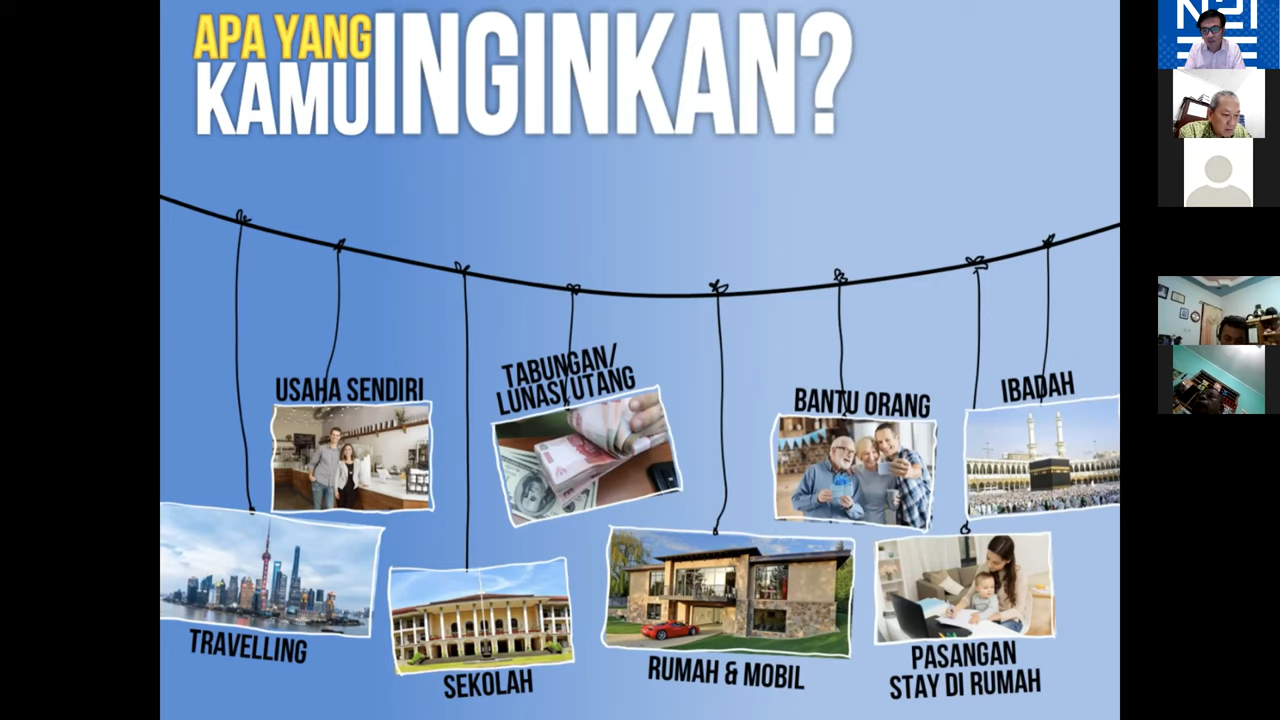 APA YANG
KAMU INGINKAN?
USAHA SENDIRI
TABUNGAN/
LUNASI UTANG
BANTU ORANG
IBADAH
TRAVELLING
SEKOLAH
RUMAH & MOBIL
PASANGAN
STAY DI RUMAH